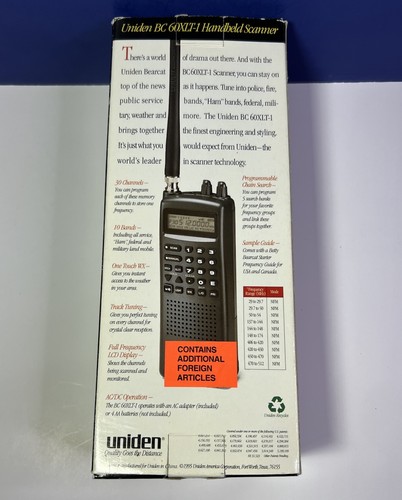 Uniden BC 60XLT-1 Handheld Scanner
There's a world of drama out there. And with the
Uniden Bearcat BC60XLT-1 Scanner, you can stay on
top of the news as it happens. Tune into police, fire,
public service bands, "Ham" bands, federal, mili-
tary, weather and more. The Uniden BC 60XLT-1
brings together the finest engineering and styling.
It's just what you would expect from Uniden—the
world's leader in scanner technology.
30 Channels—
You can program
each of these memory
channels to store one
frequency.
10 Bands—
Including all service,
"Ham", federal and
military land mobile.
One Touch WX—
Gives you instant
access to the weather
in your area.
Track Tuning—
Gives you perfect tuning
on every channel for
crystal clear reception.
Full Frequency
LCD Display—
Shows the channels
being scanned and
monitored.
AC/DC Operation—
The BC 60XLT-1 operates with an AC adapter (included)
or 4 AA batteries (not included.)
Programmable
Chain Search—
You can program
5 search banks
for your favorite
frequency groups
and link these
groups together.
Sample Guide—
Comes with a Betty
Bearcat Starter
Frequency Guide for
USA and Canada.
Frequency
Range (MHz) Mode
29 to 29.7 NFM
29.7 to 50 NFM
NFM
137 to 144 NFM
144 to 148 NFM
148 to 174 NFM
406 to 420 NFM
420 to 450 NFM
450 to 470 NFM
470 to 512 NFM
CONTAINS
ADDITIONAL
FOREIGN
ARTICLES
Uniden Recycles
uniden®
Quality Goes the Distance
©1995 Uniden America Corporation, Fort Worth, Texas, 76155